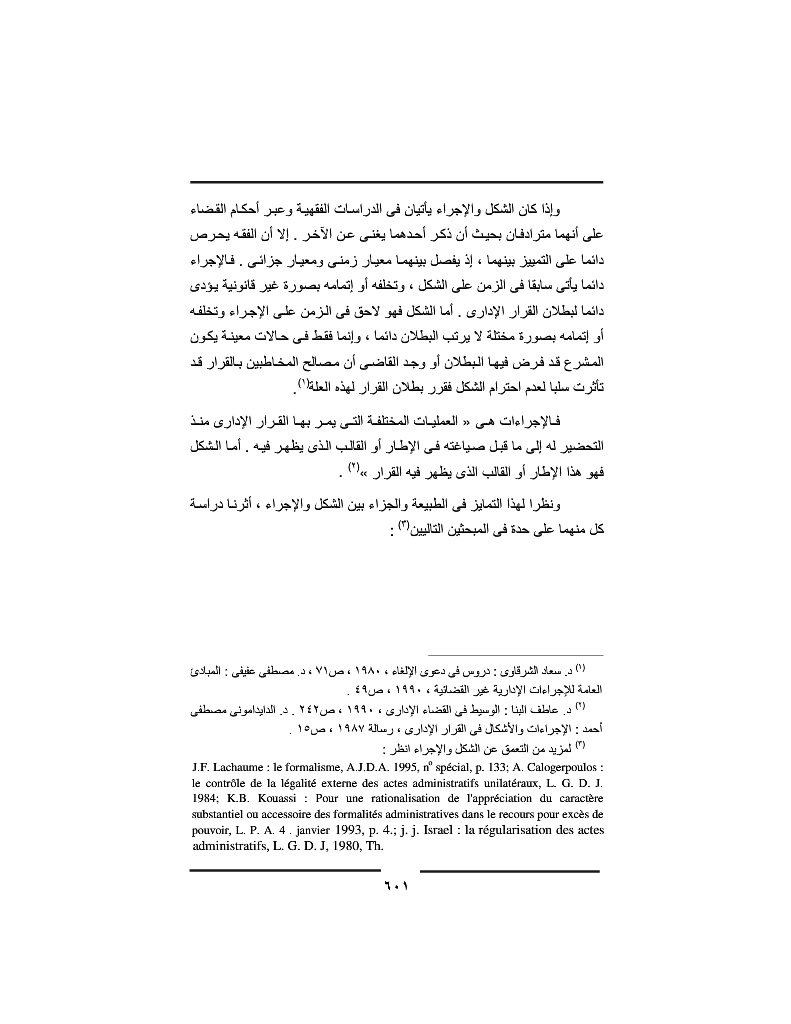 وإذا كان الشكل والإجراء يأتيان فى الدراسات الفقهية وعبر أحكام القضاء
على أنهما مترادفان بحيث أن ذكر أحدهما يغنى عن الآخر . إلا أن الفقه يحرص
دائما على التمييز بينهما ، إذ يفصل بينهما معيار زمنى ومعيار جزائى . فالإجراء
دائما يأتى سابقا فى الزمن على الشكل ، وتخلفه أو إتمامه بصورة غير قانونية يؤدى
دائما لبطلان القرار الإدارى . أما الشكل فهو لاحق فى الزمن على الإجراء وتخلفه
أو إتمامه بصورة مختلة لا يرتب البطلان دائما ، وإنما فقط فى حالات معينة يكون
المشرع قد فرض فيها البطلان أو وجد القاضى أن مصالح المخاطبين بالقرار قد
تأثرت سلبا لعدم احترام الشكل فقرر بطلان القرار لهذه العلة(١).
فالإجراءات هى « العمليات المختلفة التى يمر بها القرار الإدارى منذ
التحضير له إلى ما قبل صياغته فى الإطار أو القالب الذى يظهر فيه . أما الشكل
فهو هذا الإطار أو القالب الذى يظهر فيه القرار »(٢) .
ونظرا لهذا التمايز فى الطبيعة والجزاء بين الشكل والإجراء ، أثرنا دراسة
كل منهما على حدة فى المبحثين التاليين(٣) :
(١) د. سعاد الشرقاوى : دروس فى دعوى الإلغاء ، ١٩٨٠ ، ص٧١ ، د. مصطفى عفيفى : المبادئ
العامة للإجراءات الإدارية غير القضائية ، ١٩٩٠ ، ص٤٩ .
(٢) د. عاطف البنا : الوسيط فى القضاء الإدارى ، ١٩٩٠ ، ص٢٤٢ . د. الديدامونى مصطفى
أحمد : الإجراءات والأشكال فى القرار الإدارى ، رسالة ١٩٨٧ ، ص١٥ .
(٣) لمزيد من التعمق عن الشكل والإجراء انظر :
J.F. Lachaume : le formalisme, A.J.D.A. 1995, nº spécial, p. 133; A. Calogerpoulos :
le contrôle de la légalité externe des actes administratifs unilatéraux, L. G. D. J.
1984; K.B. Kouassi : Pour une rationalisation de l'appréciation du caractère
substantiel ou accessoire des formalités administratives dans le recours pour excès de
pouvoir, L. P. A. 4 . janvier 1993, p. 4.; j. j. Israel : la régularisation des actes
administratifs, L. G. D. J, 1980, Th.
٦٠١